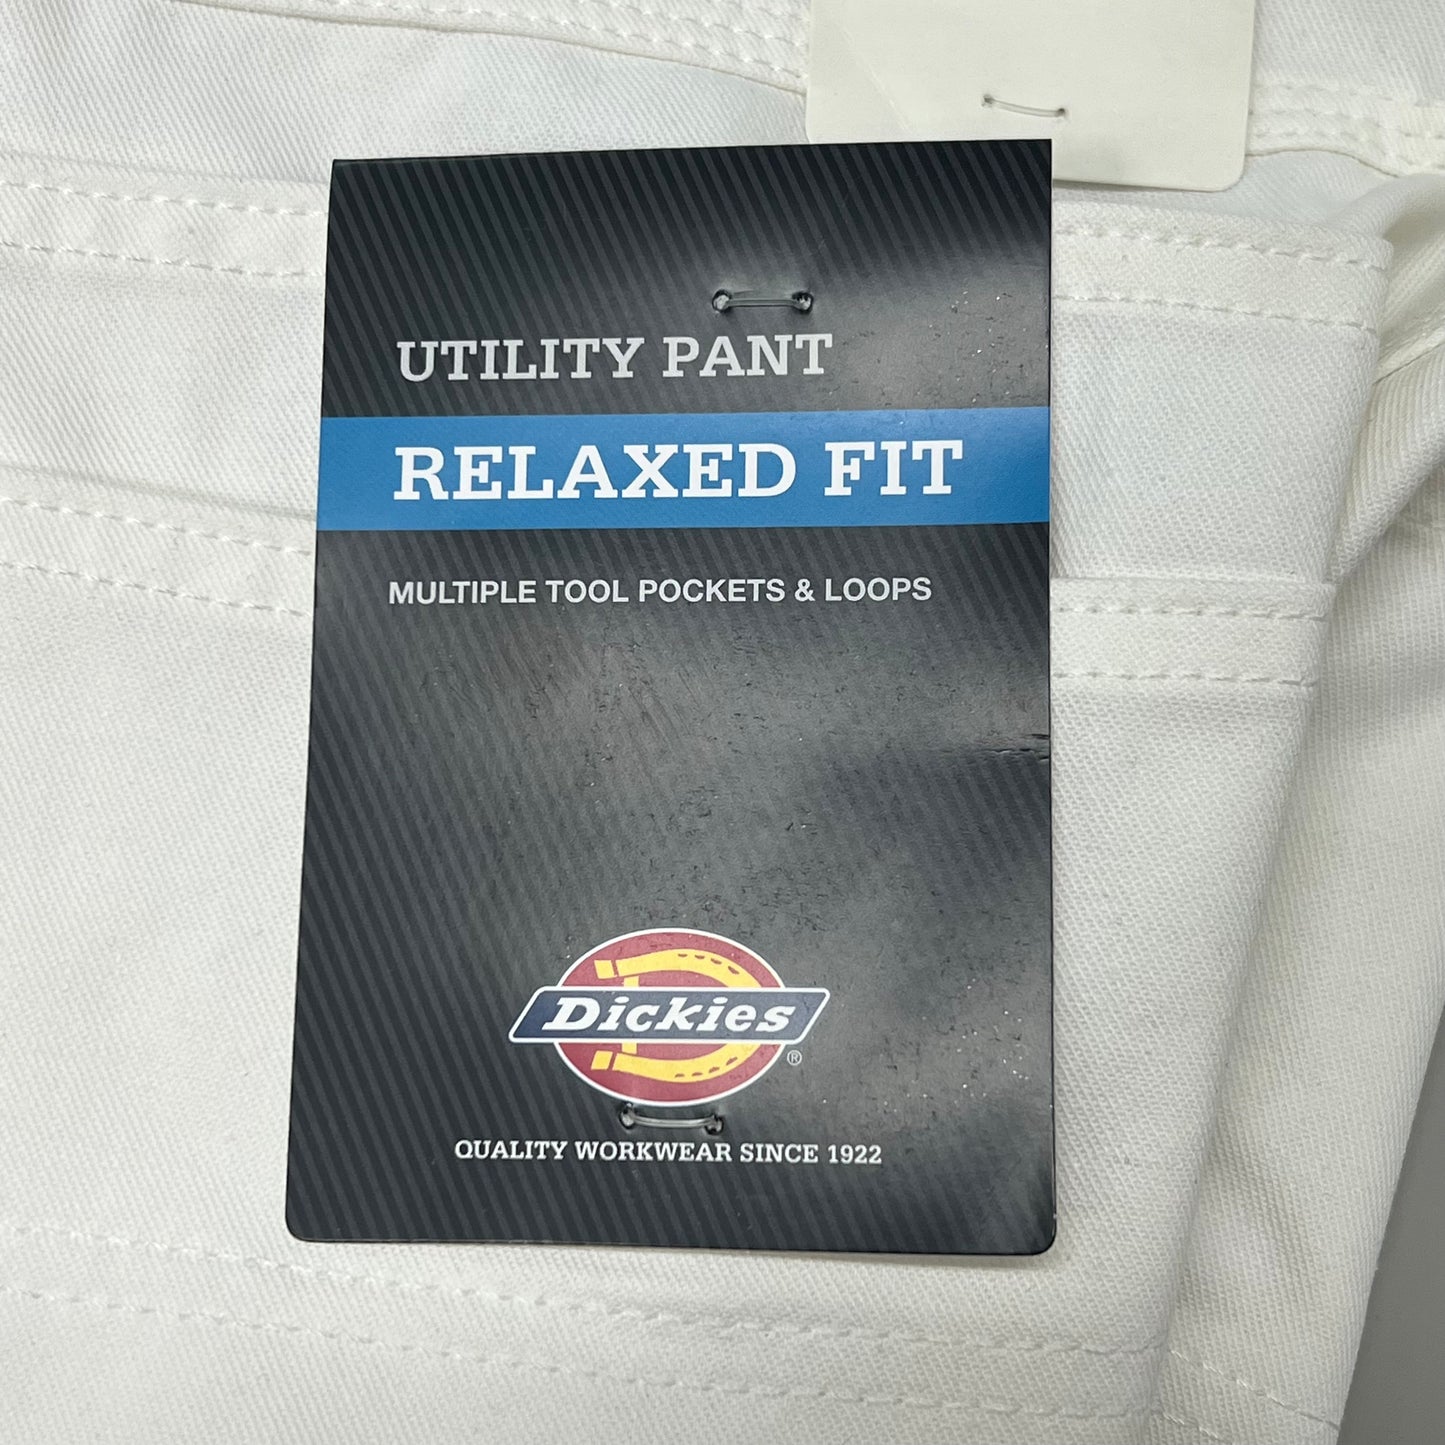 UTILITY PANT
RELAXED FIT
MULTIPLE TOOL POCKETS & LOOPS
Dickies
®
QUALITY WORKWEAR SINCE 1922